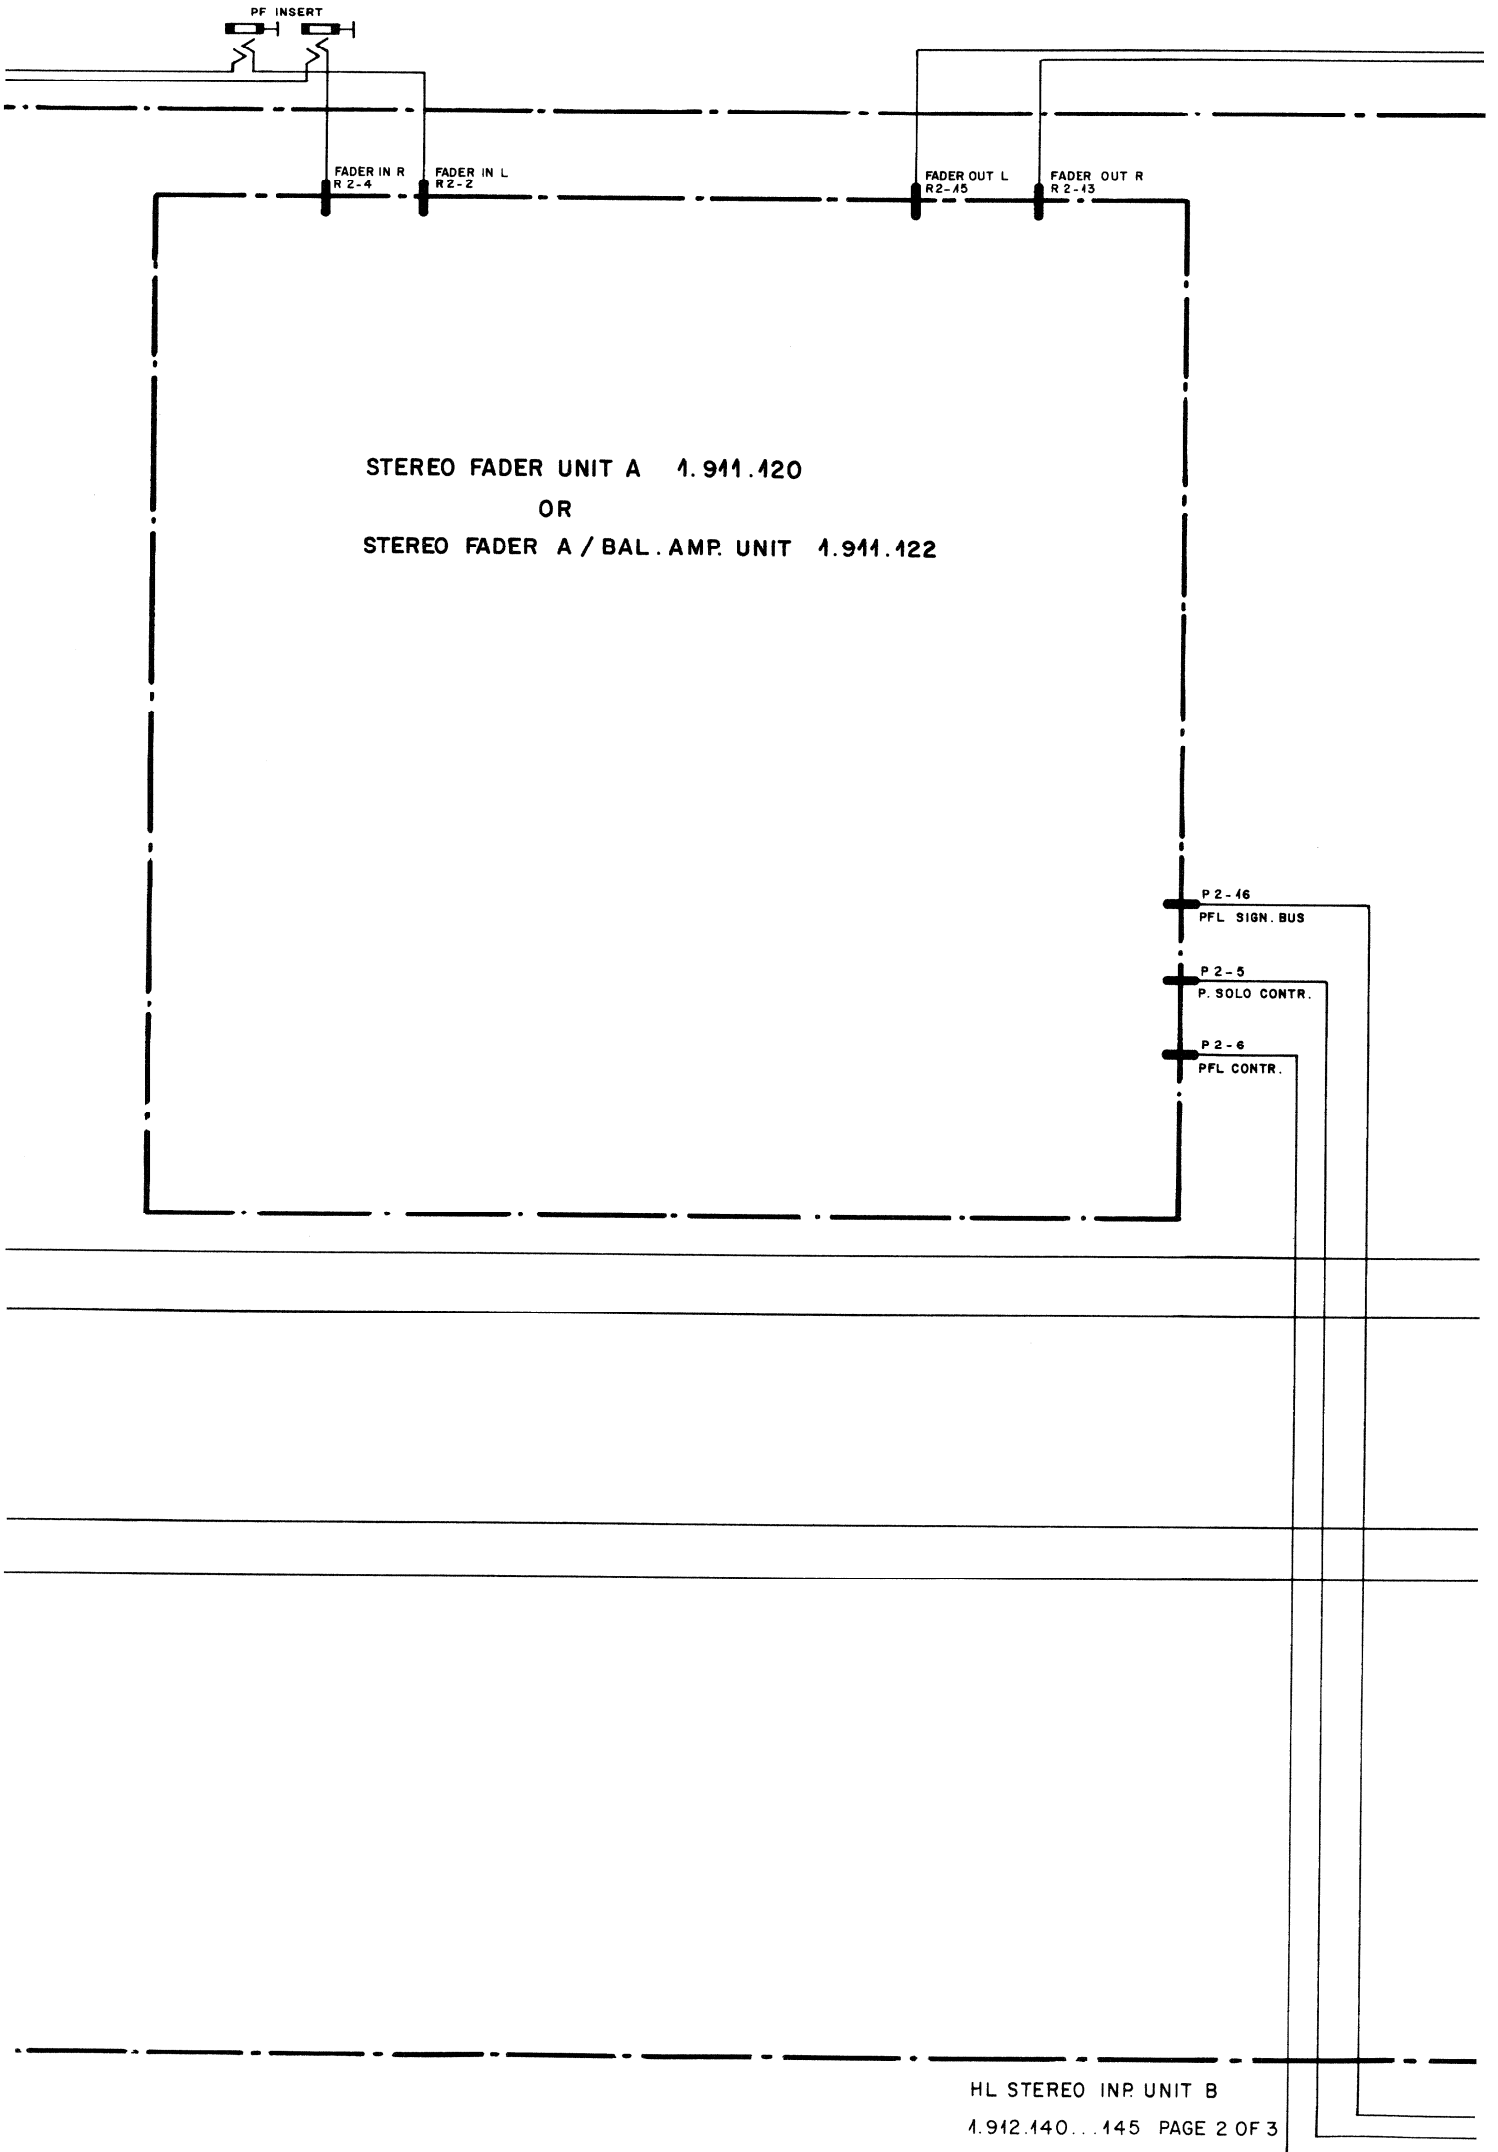 PF INSERT
FADER IN R
R 2-4
FADER IN L
R 2-2
FADER OUT L
R2-15
FADER OUT R
R 2-13
STEREO FADER UNIT A 1.911.120
OR
STEREO FADER A / BAL. AMP. UNIT 1.911.122
P 2-16
PFL SIGN. BUS
P 2-5
P. SOLO CONTR.
P 2-6
PFL CONTR.
HL STEREO INP. UNIT B
1.912.140...145 PAGE 2 OF 3